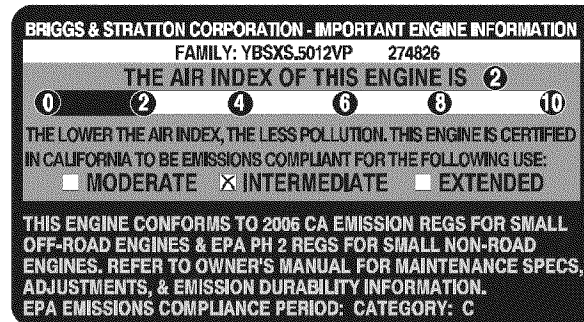 BRIGGS & STRATTON CORPORATION - IMPORTANT ENGINE INFORMATION
FAMILY: YBSXS.5012VP 274826
THE AIR INDEX OF THIS ENGINE IS 2
0 2 4 6 8 10
THE LOWER THE AIR INDEX, THE LESS POLLUTION. THIS ENGINE IS CERTIFIED
IN CALIFORNIA TO BE EMISSIONS COMPLIANT FOR THE FOLLOWING USE:
MODERATE INTERMEDIATE EXTENDED
THIS ENGINE CONFORMS TO 2006 CA EMISSION REGS FOR SMALL
OFF-ROAD ENGINES & EPA PH 2 REGS FOR SMALL NON-ROAD
ENGINES. REFER TO OWNER'S MANUAL FOR MAINTENANCE SPECS,
ADJUSTMENTS, & EMISSION DURABILITY INFORMATION.
EPA EMISSIONS COMPLIANCE PERIOD: CATEGORY: C